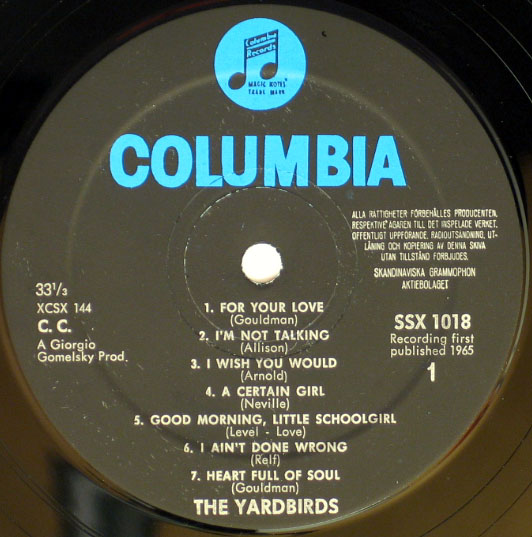 Columbia
Records
MAGIC NOTES
TRADE MARK
COLUMBIA
ALLA RÄTTIGHETER FÖRBEHÅLLES PRODUCENTEN,
RESPEKTIVE ÄGAREN TILL DET INSPELADE VERKET.
OFFENTLIGT UPPFÖRANDE, RADIOUTSÄNDNING, UT-
LÅNING OCH KOPIERING AV DENNA SKIVA
UTAN TILLSTÅND FÖRBJUDES.
SKANDINAVISKA GRAMMOPHON
AKTIEBOLAGET
33⅓
XCSX 144
C. C.
A Giorgio
Gomelsky Prod.
SSX 1018
Recording first
published 1965
1
1. FOR YOUR LOVE
(Gouldman)
2. I'M NOT TALKING
(Allison)
3. I WISH YOU WOULD
(Arnold)
4. A CERTAIN GIRL
(Neville)
5. GOOD MORNING, LITTLE SCHOOLGIRL
(Level - Love)
6. I AIN'T DONE WRONG
(Relf)
7. HEART FULL OF SOUL
(Gouldman)
THE YARDBIRDS